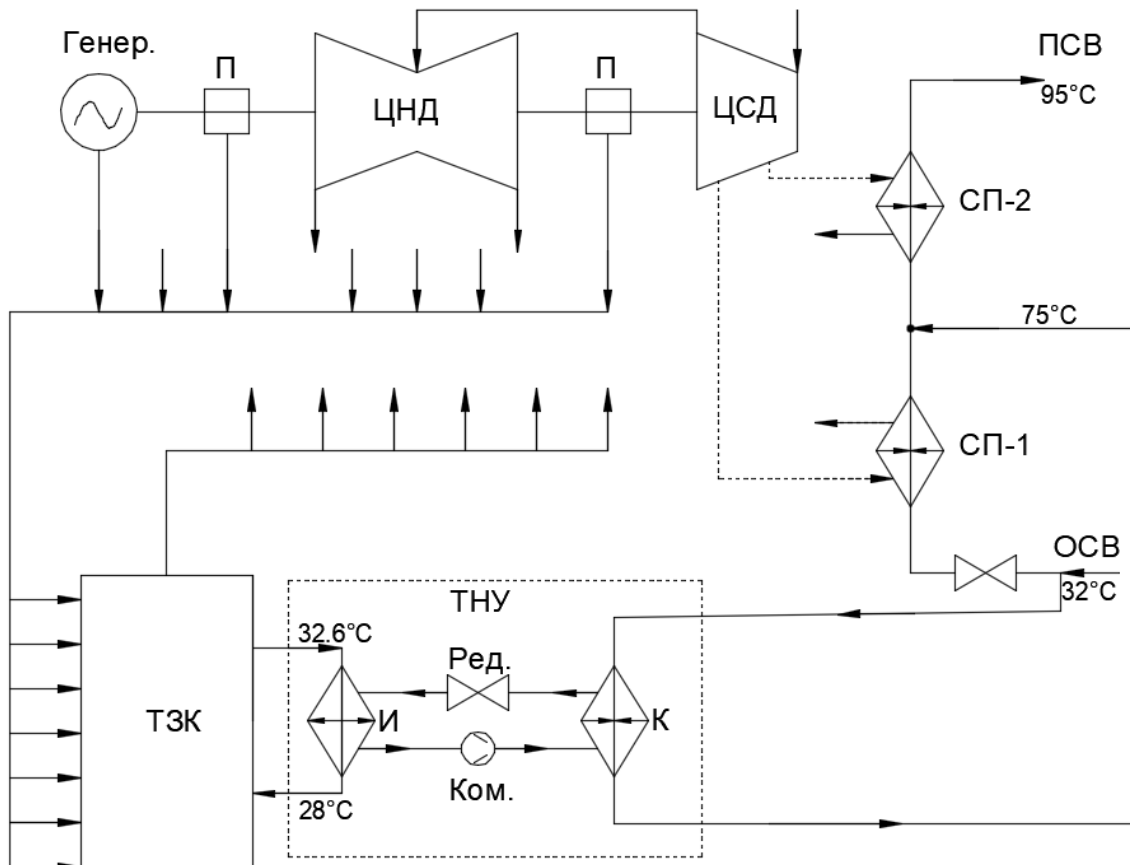 Генер.
П
ЦНД
П
ЦСД
ПСВ
95°C
СП-2
75°C
СП-1
ОСВ
32°C
ТНУ
32.6°C
Ред.
ТЗК
И
К
Ком.
28°C